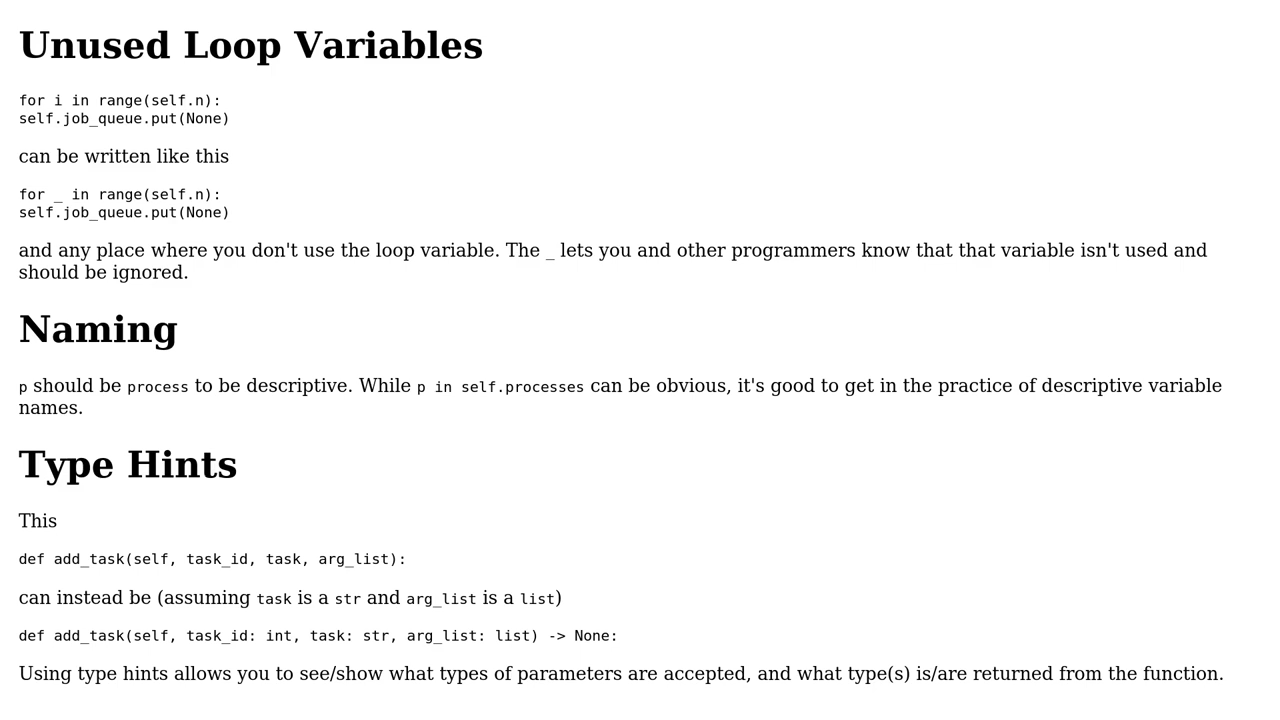 Unused Loop Variables
for i in range(self.n):
self.job_queue.put(None)
can be written like this
for _ in range(self.n):
self.job_queue.put(None)
and any place where you don't use the loop variable. The _ lets you and other programmers know that that variable isn't used and
should be ignored.
Naming
p should be process to be descriptive. While p in self.processes can be obvious, it's good to get in the practice of descriptive variable
names.
Type Hints
This
def add_task(self, task_id, task, arg_list):
can instead be (assuming task is a str and arg_list is a list)
def add_task(self, task_id: int, task: str, arg_list: list) -> None:
Using type hints allows you to see/show what types of parameters are accepted, and what type(s) is/are returned from the function.